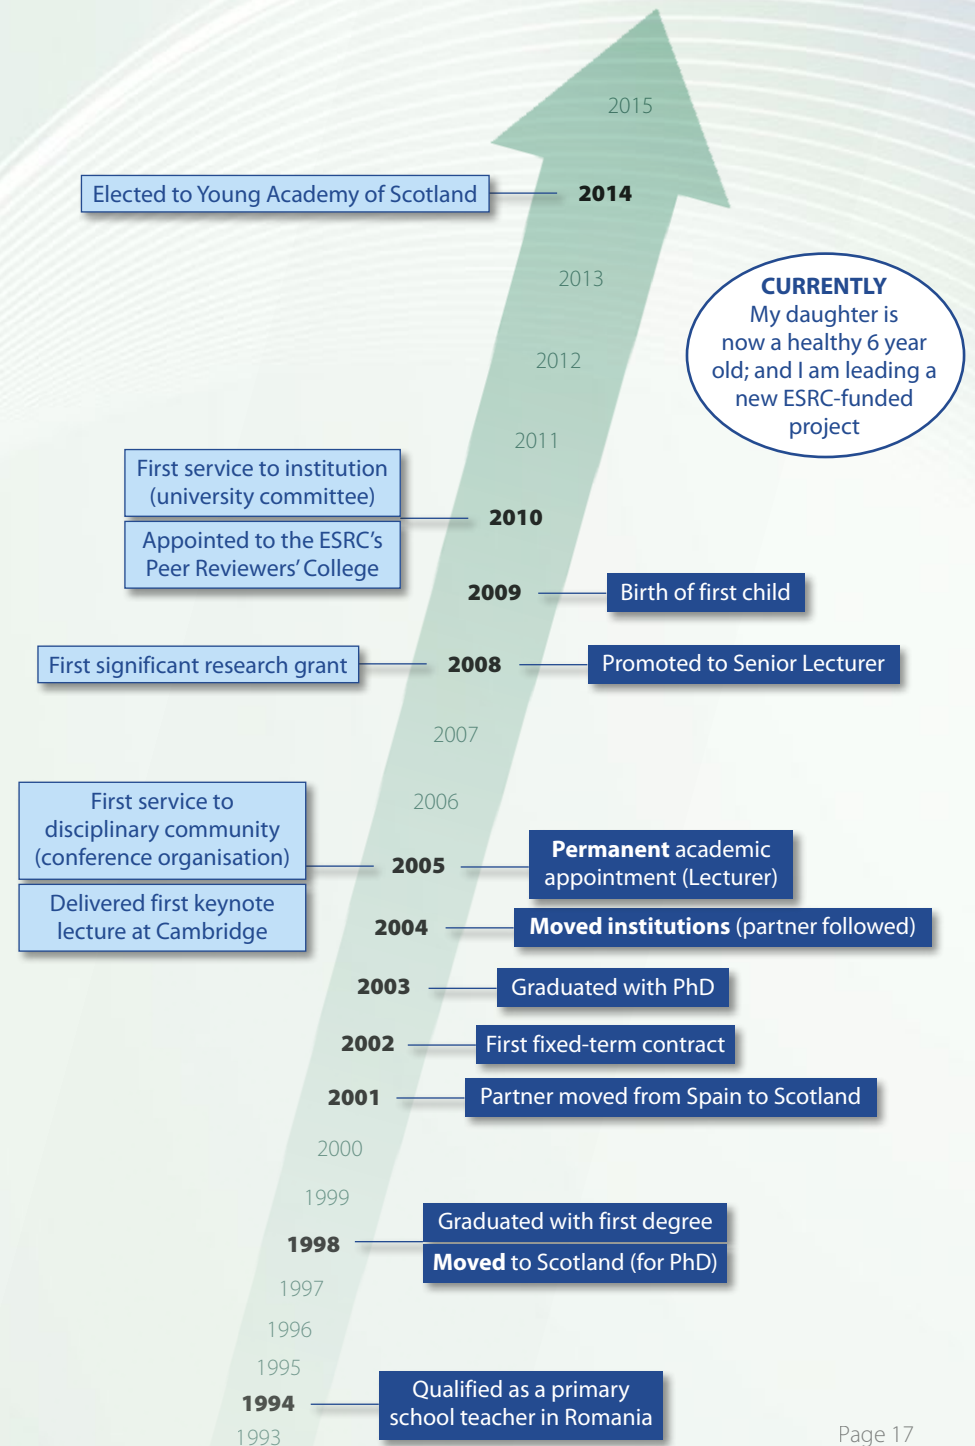 2015
Elected to Young Academy of Scotland
2014
2013
CURRENTLY
My daughter is
now a healthy 6 year
old; and I am leading a
new ESRC-funded
project
2012
2011
First service to institution
(university committee)
Appointed to the ESRC’s
Peer Reviewers’ College
2010
2009
Birth of first child
First significant research grant
2008
Promoted to Senior Lecturer
2007
2006
First service to
disciplinary community
(conference organisation)
Delivered first keynote
lecture at Cambridge
2005
Permanent academic
appointment (Lecturer)
2004
Moved institutions (partner followed)
2003
Graduated with PhD
2002
First fixed-term contract
2001
Partner moved from Spain to Scotland
2000
1999
1998
Graduated with first degree
Moved to Scotland (for PhD)
1997
1996
1995
1994
Qualified as a primary
school teacher in Romania
1993
Page 17